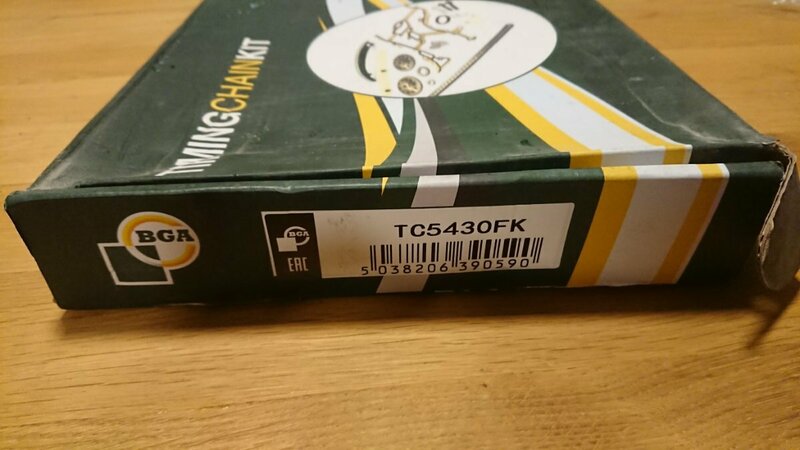 TIMINGCHAINKIT
BGA
BGA
EAC
TC5430FK
5 038206 390590